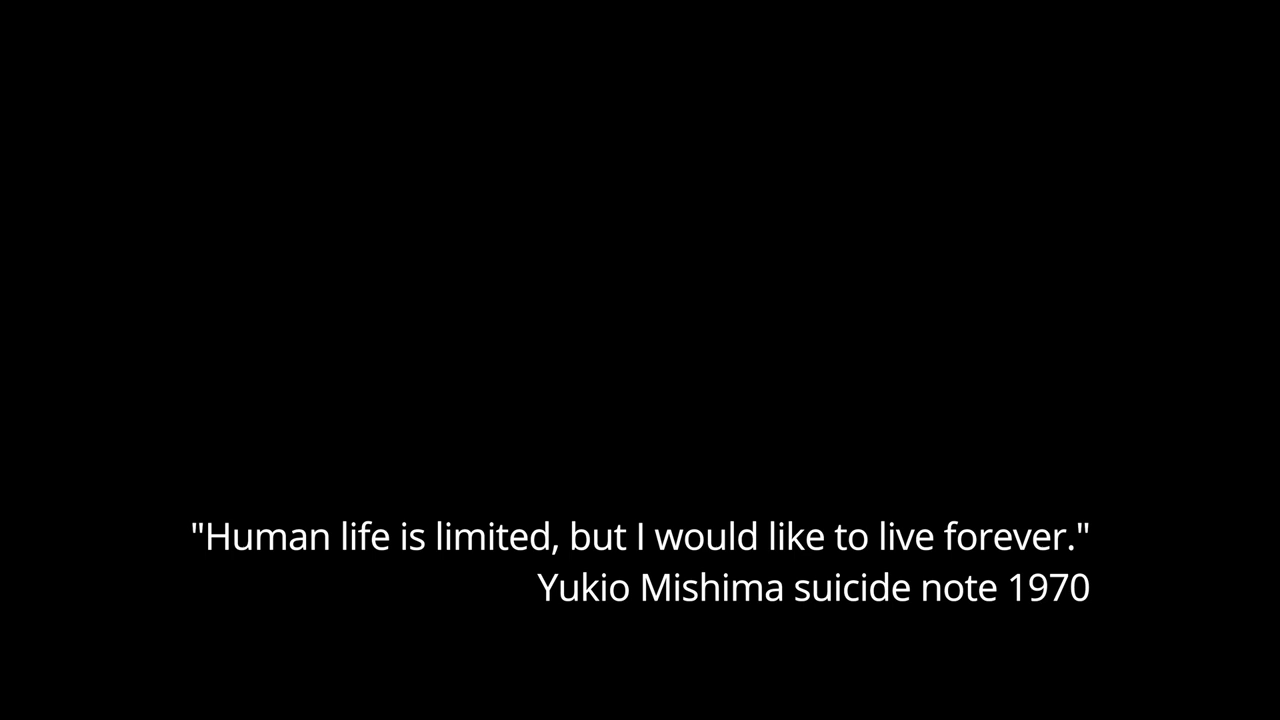 "Human life is limited, but I would like to live forever."
Yukio Mishima suicide note 1970